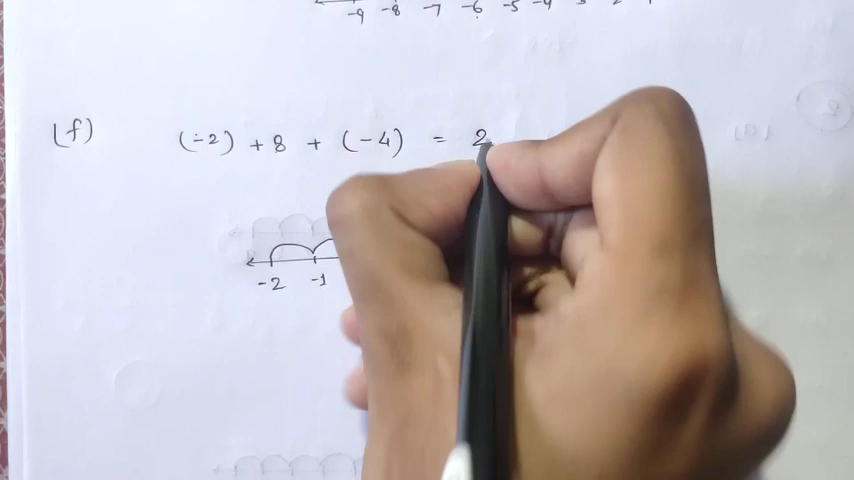 -9 -8 -7 -6 -5 -4
(f) (-2) + 8 + (-4) = 2
-2 -1